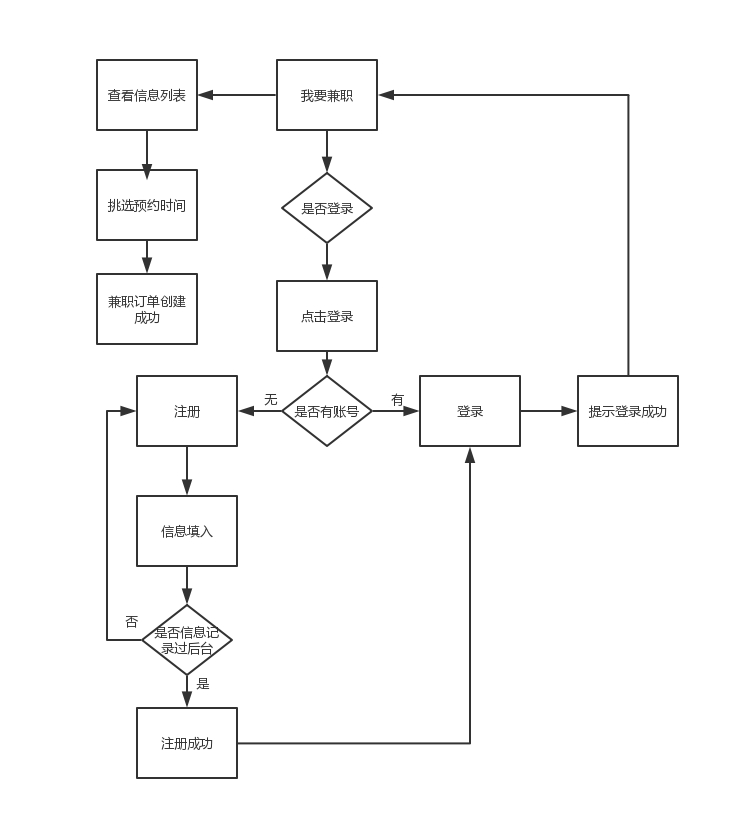 查看信息列表
我要兼职
挑选预约时间
是否登录
兼职订单创建
成功
点击登录
无
有
注册
是否有账号
登录
提示登录成功
信息填入
否
是否信息记
录过后台
是
注册成功